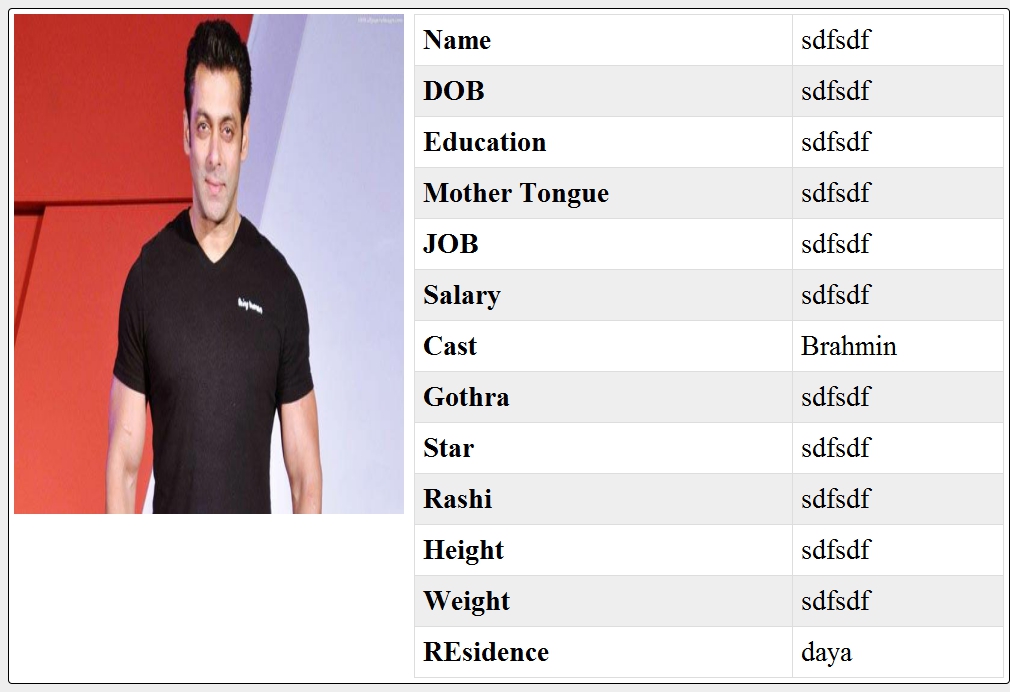 Name sdfsdf
DOB sdfsdf
Education sdfsdf
Mother Tongue sdfsdf
JOB sdfsdf
Salary sdfsdf
Cast Brahmin
Gothra sdfsdf
Star sdfsdf
Rashi sdfsdf
Height sdfsdf
Weight sdfsdf
REsidence daya